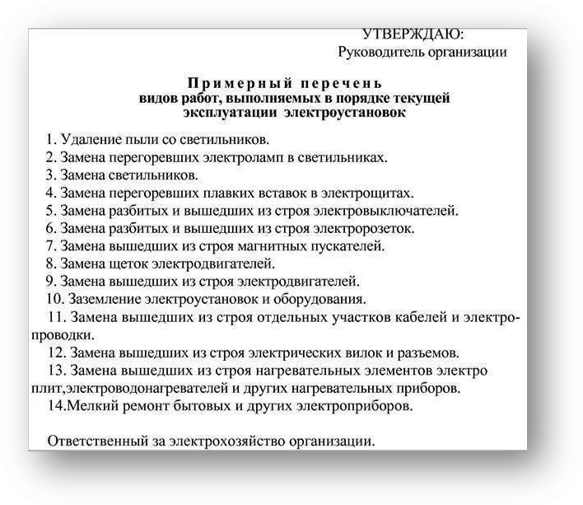 УТВЕРЖДАЮ:
Руководитель организации
Примерный перечень
видов работ, выполняемых в порядке текущей
эксплуатации электроустановок
1. Удаление пыли со светильников.
2. Замена перегоревших электроламп в светильниках.
3. Замена светильников.
4. Замена перегоревших плавких вставок в электрощитах.
5. Замена разбитых и вышедших из строя электровыключателей.
6. Замена разбитых и вышедших из строя электророзеток.
7. Замена вышедших из строя магнитных пускателей.
8. Замена щеток электродвигателей.
9. Замена вышедших из строя электродвигателей.
10. Заземление электроустановок и оборудования.
11. Замена вышедших из строя отдельных участков кабелей и электро-
проводки.
12. Замена вышедших из строя электрических вилок и разъемов.
13. Замена вышедших из строя нагревательных элементов электро
плит,электроводонагревателей и других нагревательных приборов.
14.Мелкий ремонт бытовых и других электроприборов.
Ответственный за электрохозяйство организации.